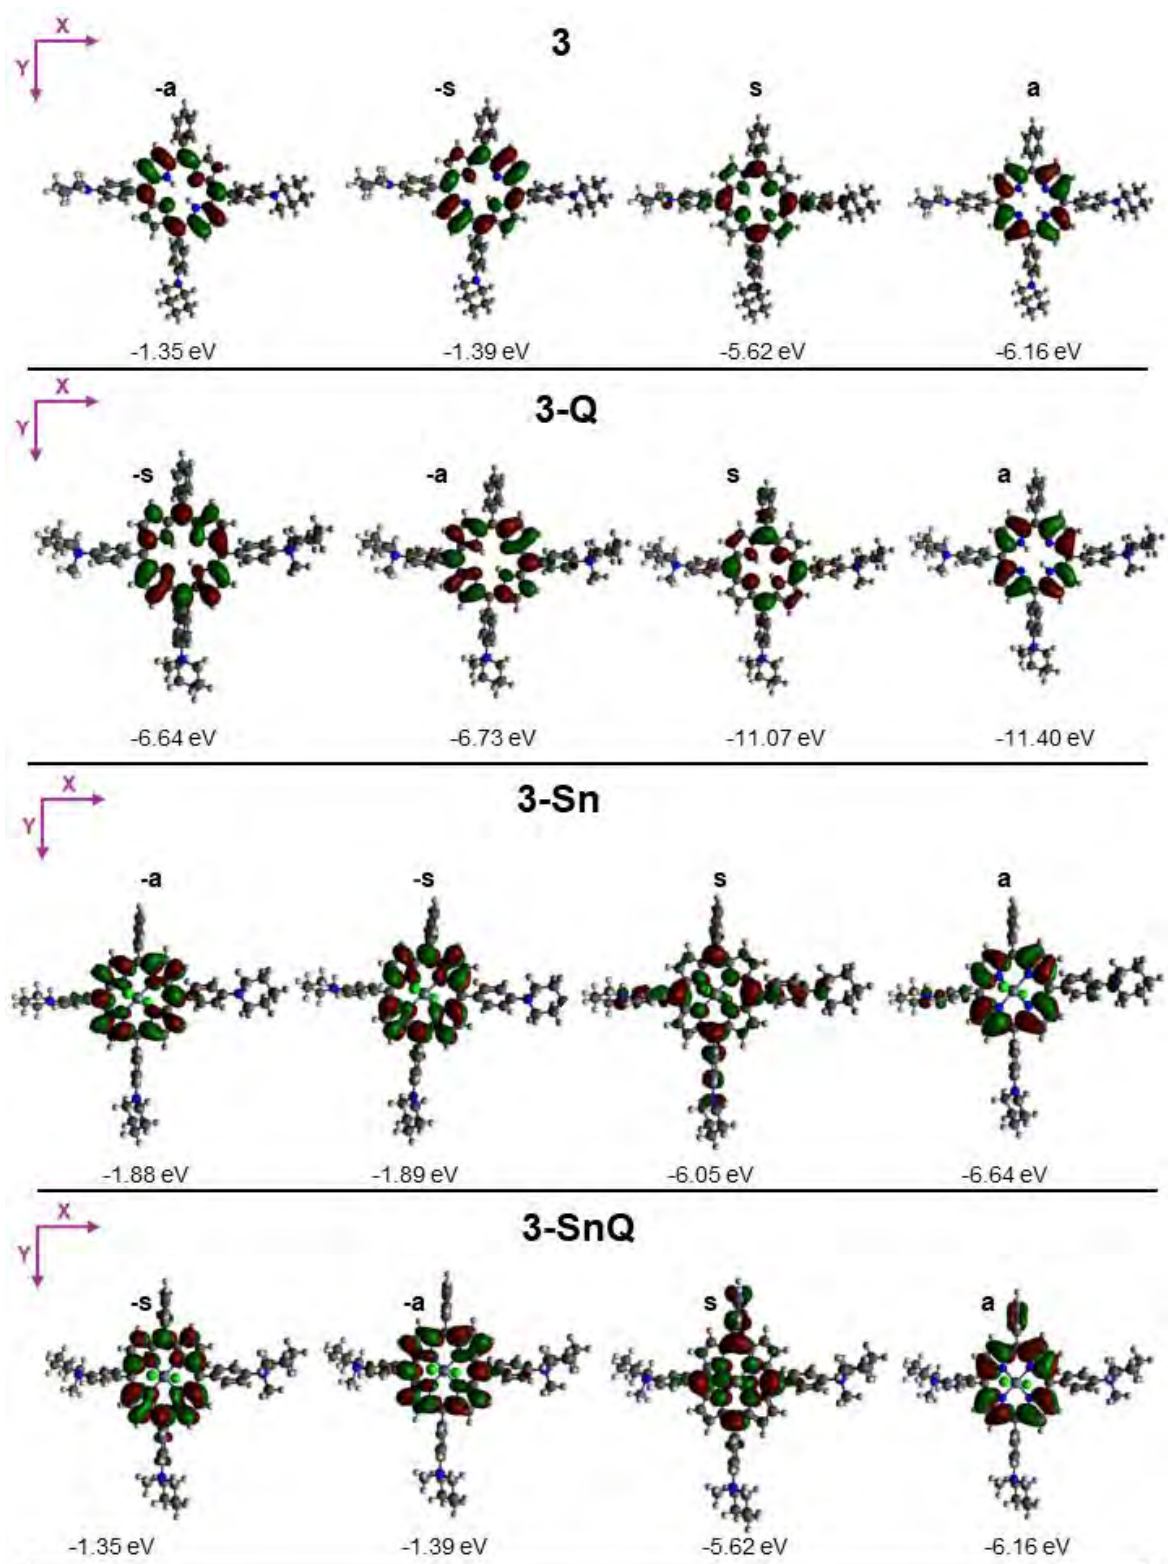 X
3
Y
-a -s s a
-1.35 eV -1.39 eV -5.62 eV -6.16 eV
X
3-Q
Y
-s -a s a
-6.64 eV -6.73 eV -11.07 eV -11.40 eV
X
3-Sn
Y
-a -s s a
-1.88 eV -1.89 eV -6.05 eV -6.64 eV
X
3-SnQ
Y
-s -a s a
-1.35 eV -1.39 eV -5.62 eV -6.16 eV